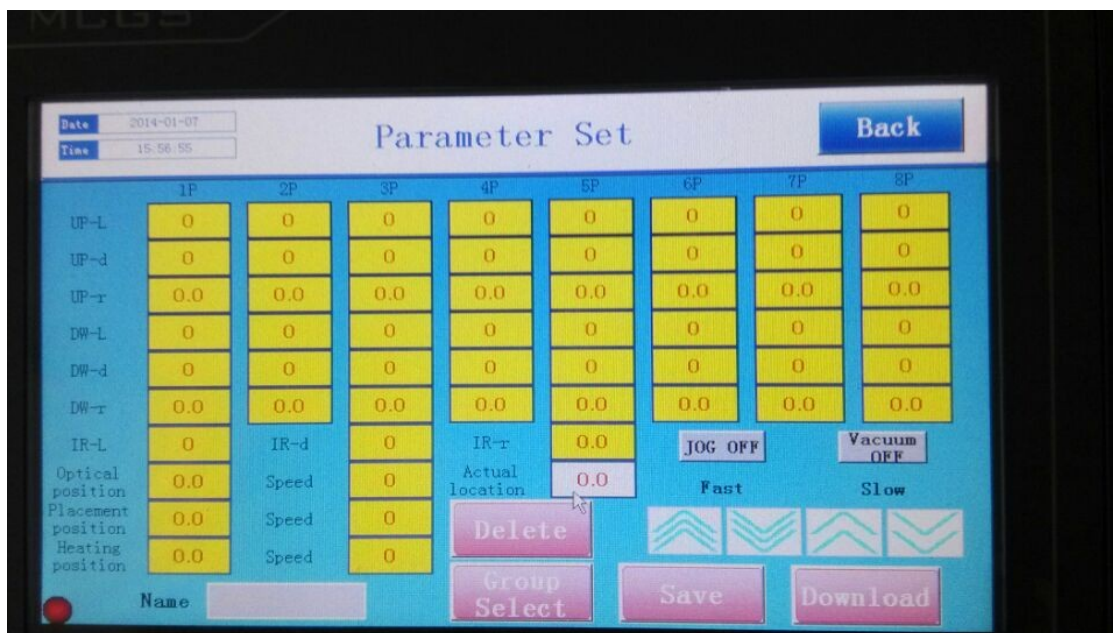 MCGS
Date 2014-01-07
Time 15:56:55
Parameter Set
Back
1P 2P 3P 4P 5P 6P 7P 8P
UP-L 0 0 0 0 0 0 0 0
UP-d 0 0 0 0 0 0 0 0
UP-r 0.0 0.0 0.0 0.0 0.0 0.0 0.0 0.0
DW-L 0 0 0 0 0 0 0 0
DW-d 0 0 0 0 0 0 0 0
DW-r 0.0 0.0 0.0 0.0 0.0 0.0 0.0 0.0
IR-L 0 IR-d 0 IR-r 0.0 JOG OFF Vacuum
OFF
Optical
position 0.0 Speed 0 Actual
location 0.0 Fast Slow
Placement
position 0.0 Speed 0 Delete
Heating
position 0.0 Speed 0
Name Group
Select Save Download